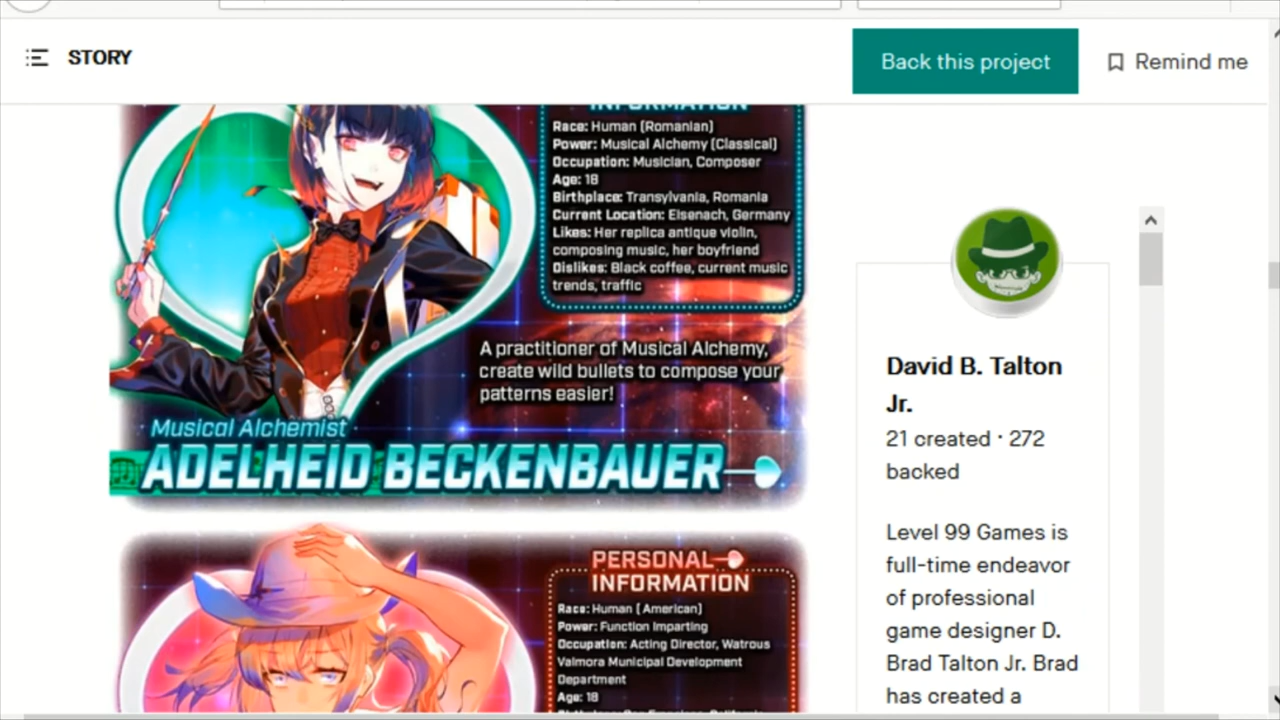 STORY
Back this project
Remind me
INFORMATION
Race: Human (Romanian)
Power: Musical Alchemy (Classical)
Occupation: Musician, Composer
Age: 18
Birthplace: Transylvania, Romania
Current Location: Eisenach, Germany
Likes: Her replica antique violin,
composing music, her boyfriend
Dislikes: Black coffee, current music
trends, traffic
A practitioner of Musical Alchemy,
create wild bullets to compose your
patterns easier!
Musical Alchemist
ADELHEID BECKENBAUER
PERSONAL
INFORMATION
Race: Human ( American)
Power: Function Imparting
Occupation: Acting Director, Watrous
Valmora Municipal Development
Department
Age: 18
David B. Talton
Jr.
21 created · 272
backed
Level 99 Games is
full-time endeavor
of professional
game designer D.
Brad Talton Jr. Brad
has created a